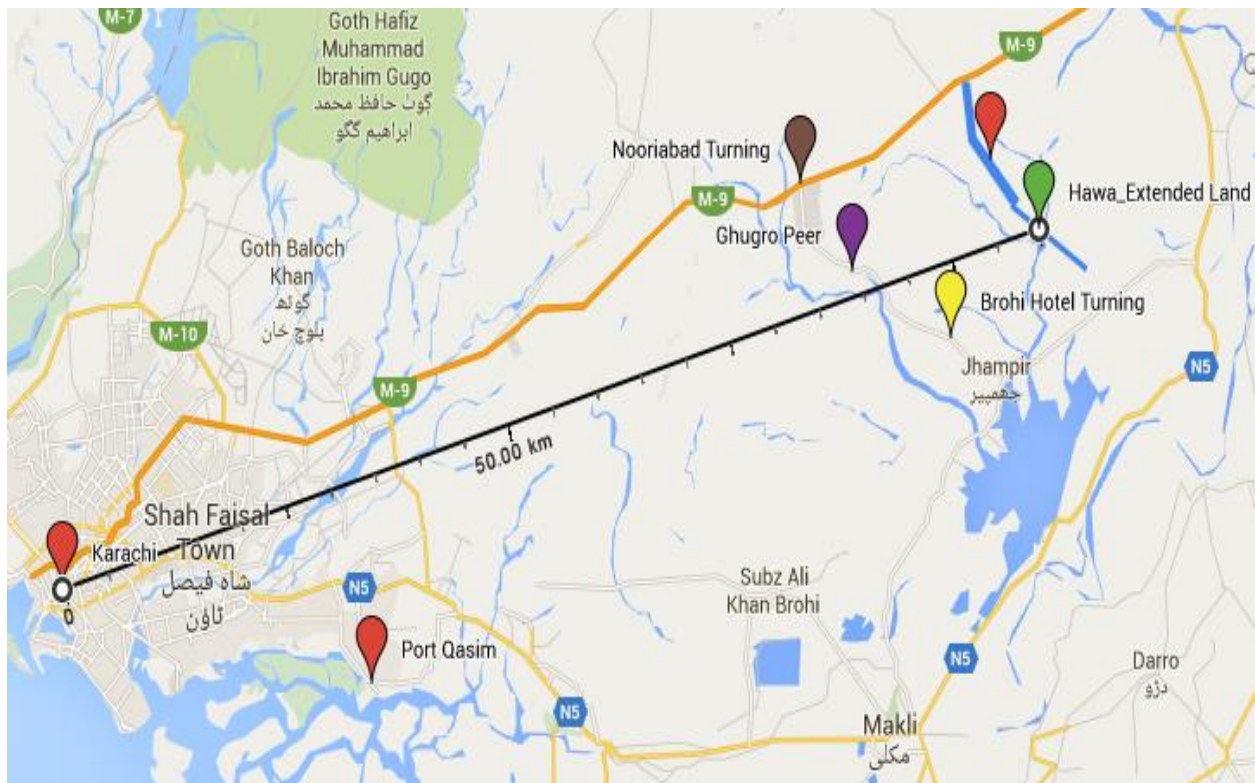 M-7
Goth Hafiz
Muhammad
Ibrahim Gugo
گوٹ حافظ محمد
ابراهیم گگو
M-9
Nooriabad Turning
Hawa_Extended Land
M-9
Ghugro Peer
Goth Baloch
Khan
گوٹھ
بلوچ خان
Brohi Hotel Turning
M-10
Jhampir
جھمپیر
N5
M-9
50.00 km
Shah Faisal
Town
شاہ فیصل
ٹاؤن
Karachi
0
N5
Subz Ali
Khan Brohi
Port Qasim
N5
Darro
دڙو
N5
Makli
مکلی